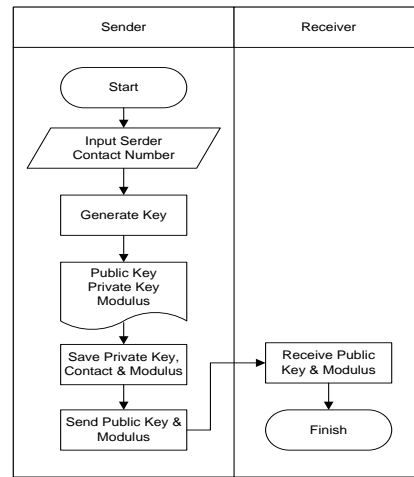 Sender
Receiver
Start
Input Serder
Contact Number
Generate Key
Public Key
Private Key
Modulus
Save Private Key,
Contact & Modulus
Send Public Key &
Modulus
Receive Public
Key & Modulus
Finish